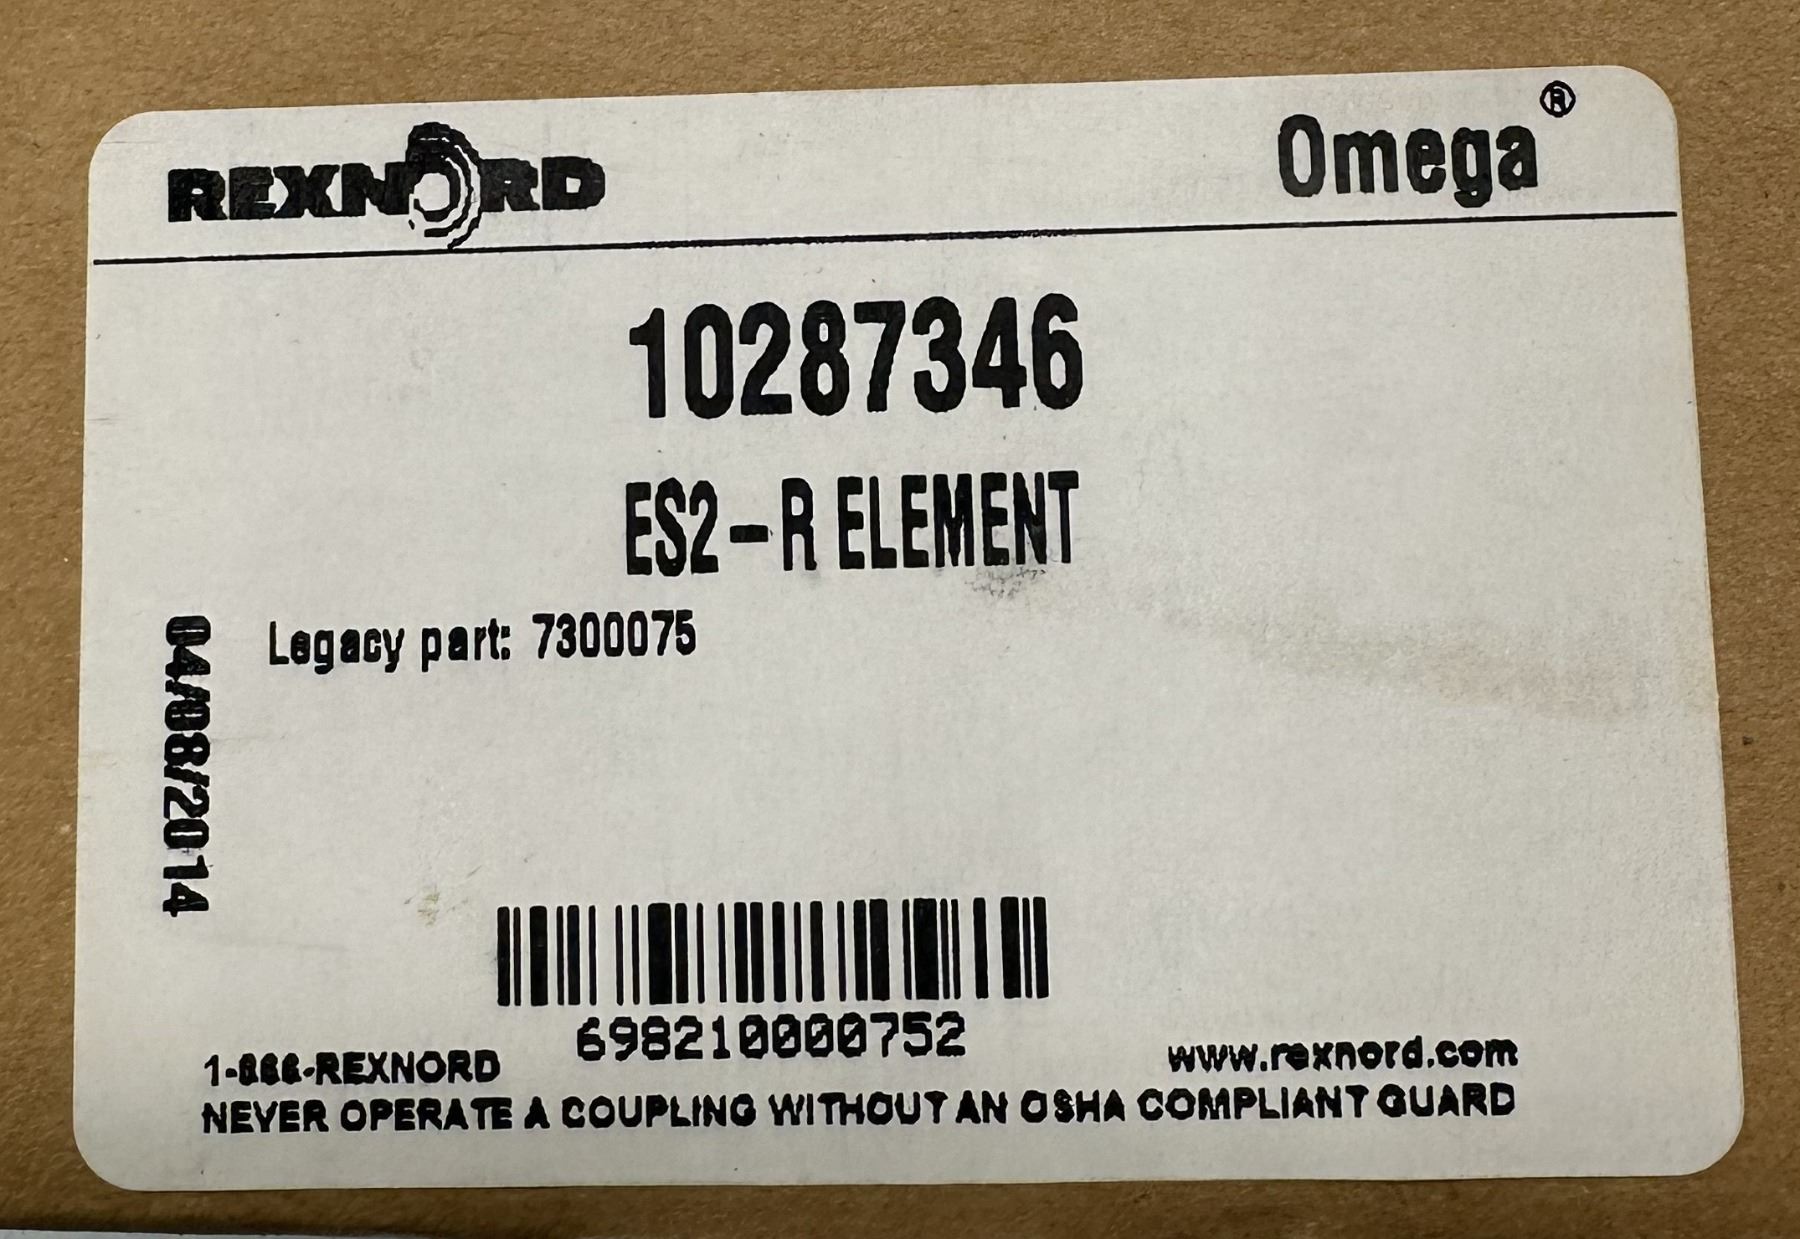 REXNORD
Omega®
10287346
ES2-R ELEMENT
Legacy part: 7300075
04/08/2014
698210000752
1-866-REXNORD
www.rexnord.com
NEVER OPERATE A COUPLING WITHOUT AN OSHA COMPLIANT GUARD